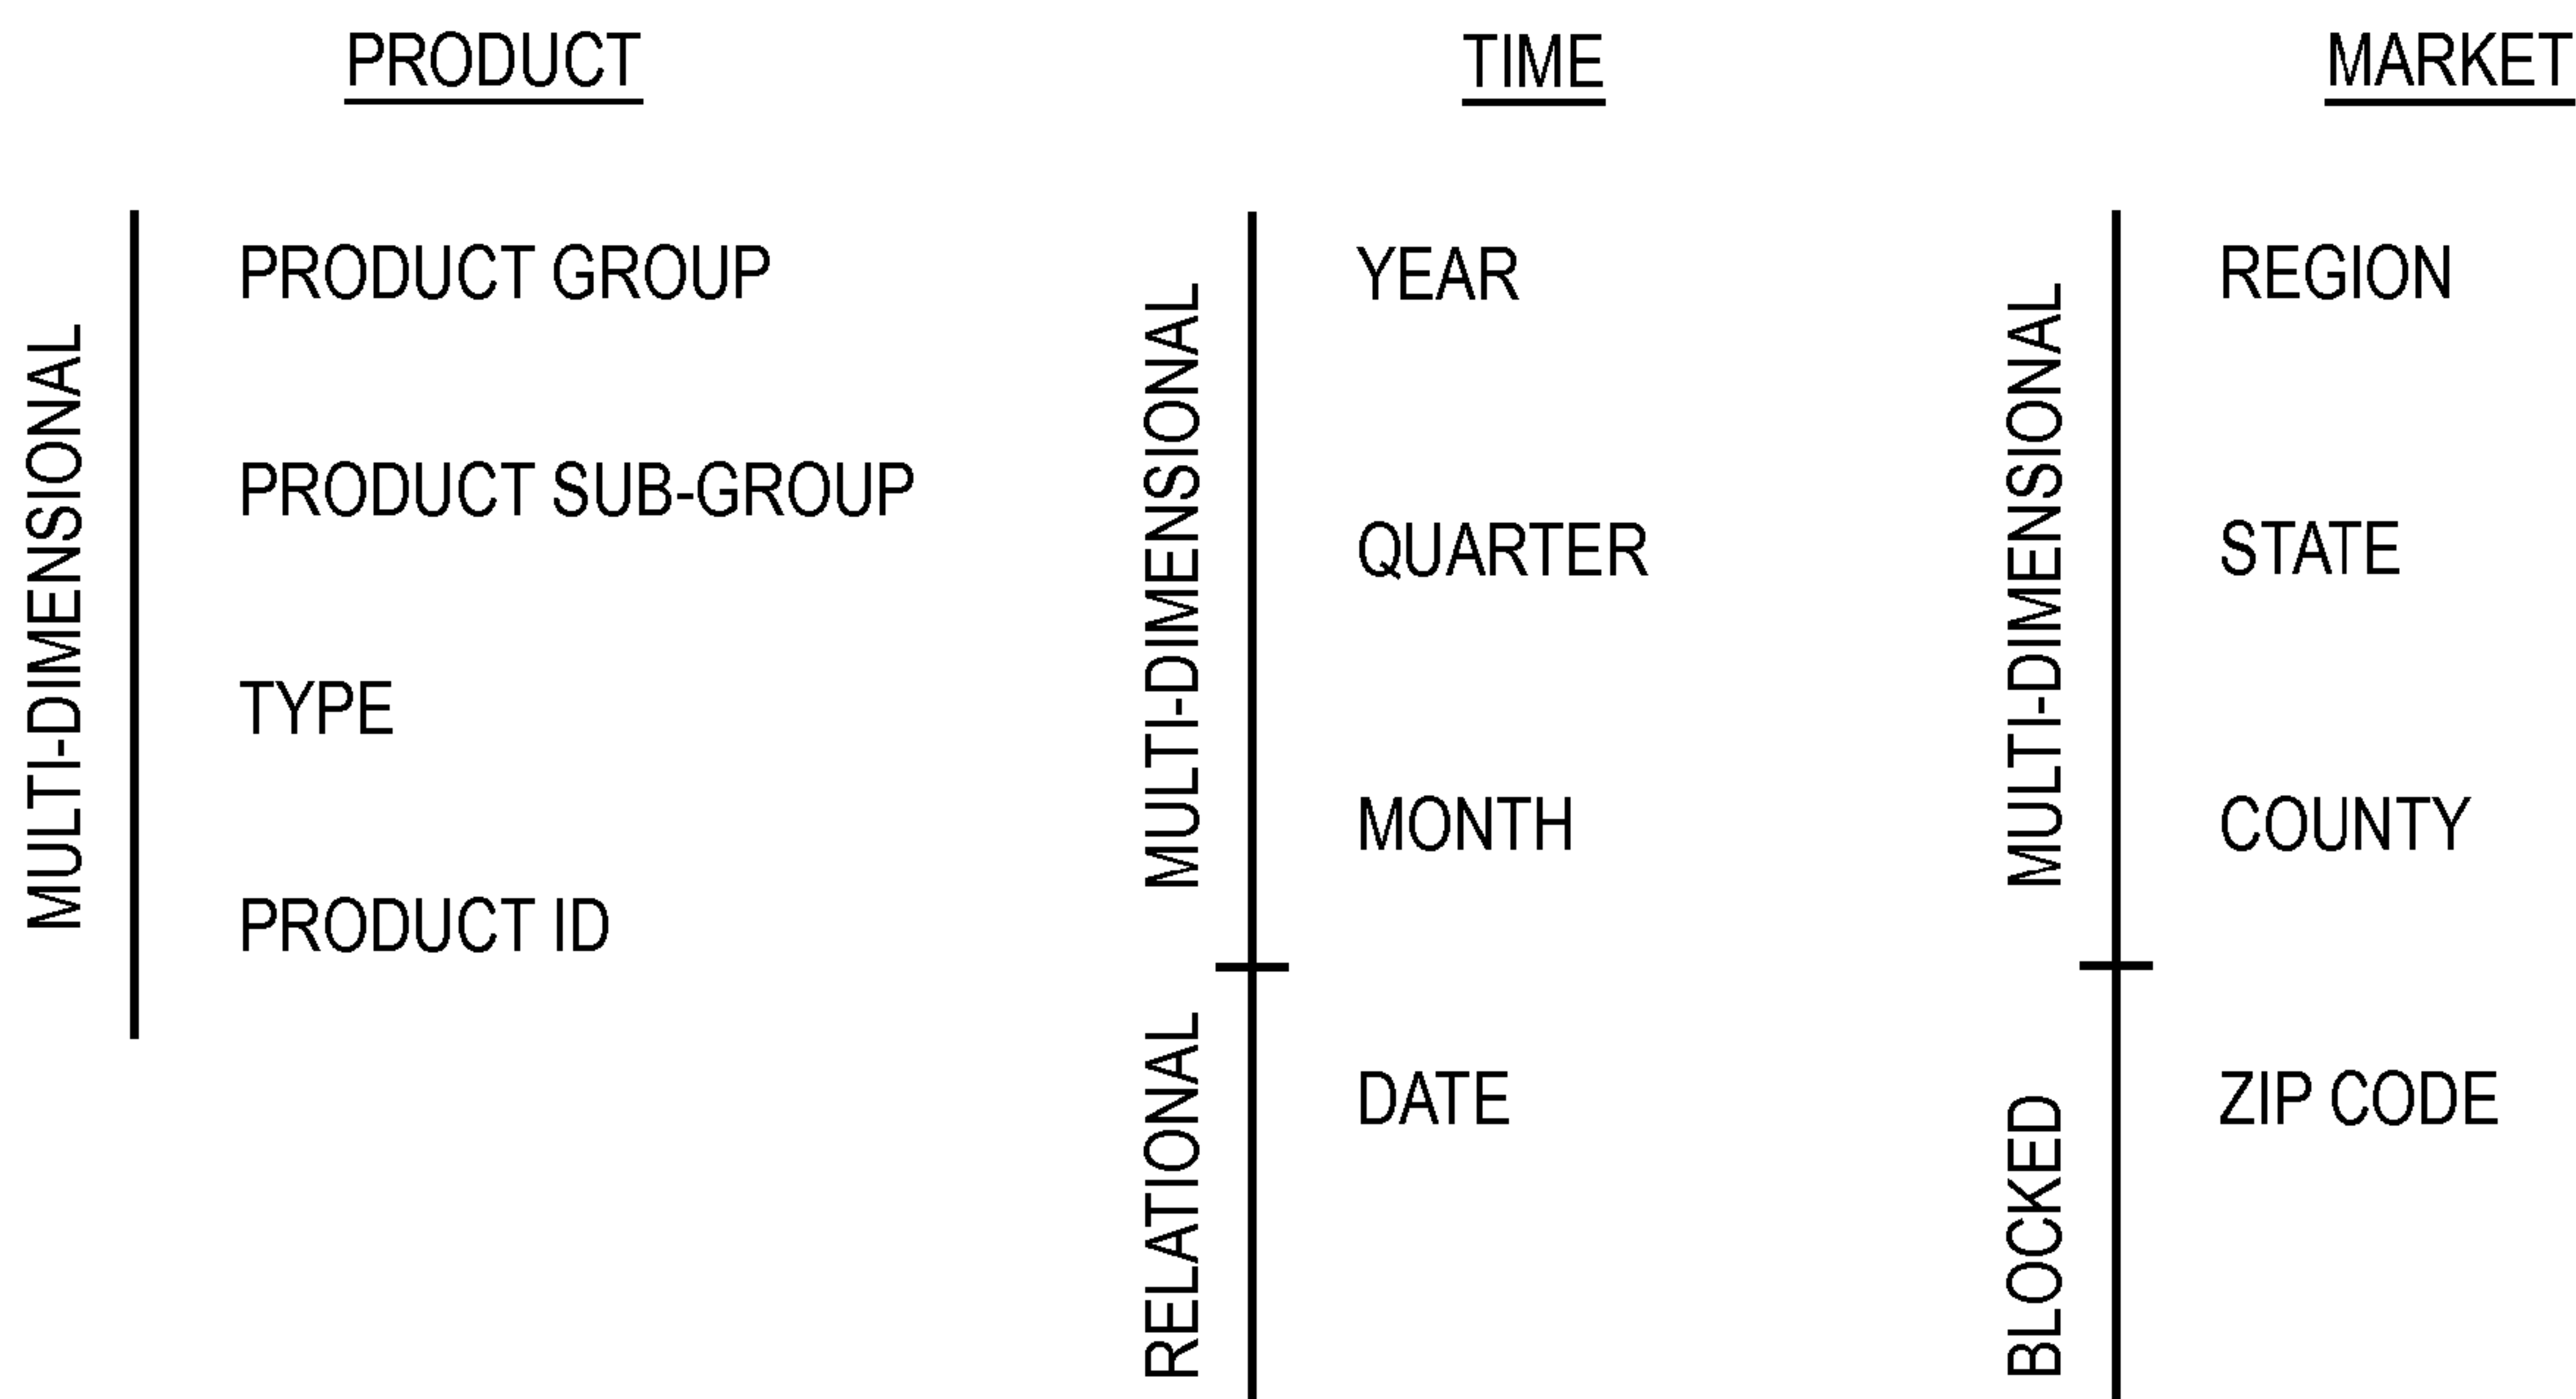 PRODUCT
MULTI-DIMENSIONAL
PRODUCT GROUP
PRODUCT SUB-GROUP
TYPE
PRODUCT ID
TIME
MULTI-DIMENSIONAL
YEAR
QUARTER
MONTH
RELATIONAL
DATE
MARKET
MULTI-DIMENSIONAL
REGION
STATE
COUNTY
BLOCKED
ZIP CODE